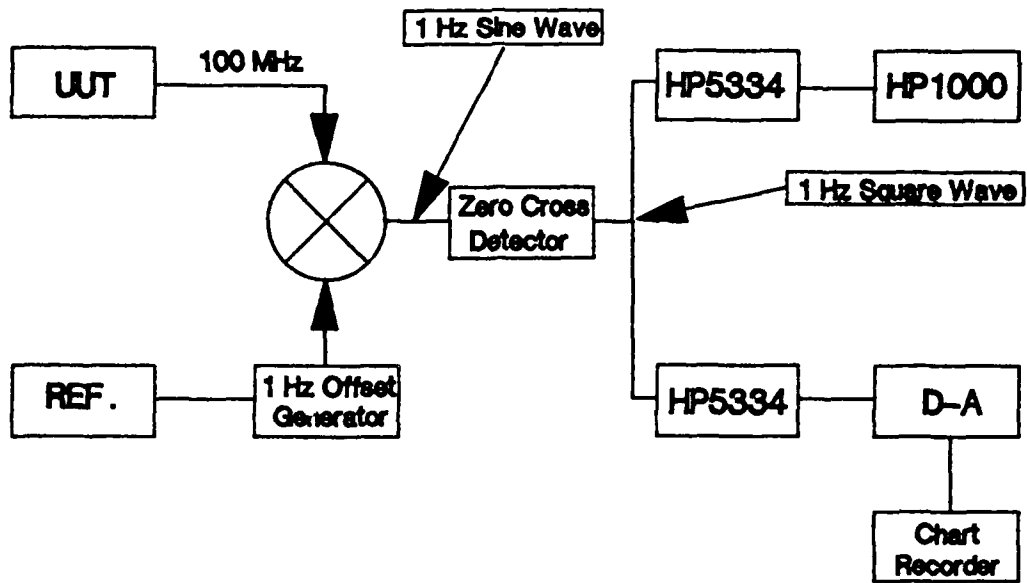 1 Hz Sine Wave
UUT
100 MHz
HP5334
HP1000
1 Hz Square Wave
Zero Cross
Detector
REF.
1 Hz Offset
Generator
HP5334
D-A
Chart
Recorder